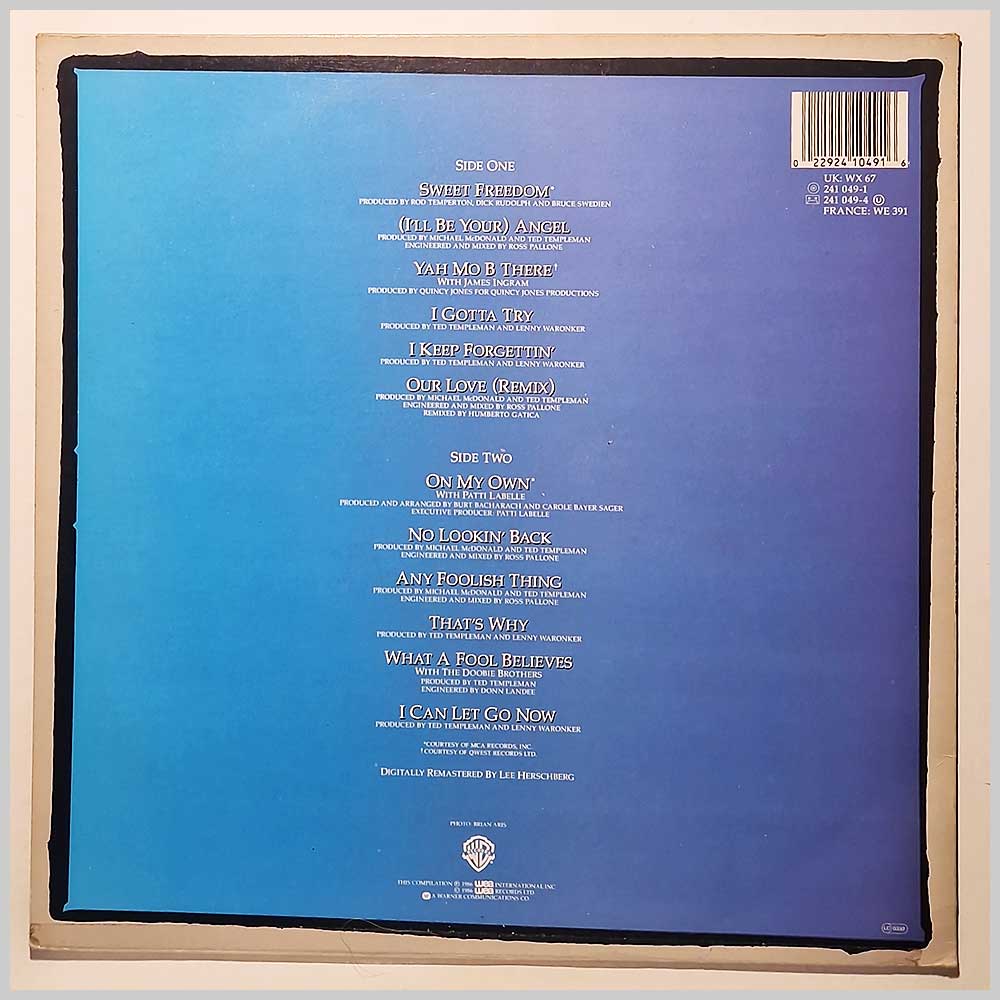 0 22924 10491 6
UK: WX 67
241 049-1
241 049-4 U
FRANCE: WE 391
SIDE ONE
SWEET FREEDOM*
PRODUCED BY ROD TEMPERTON, DICK RUDOLPH AND BRUCE SWEDIEN
(I'LL BE YOUR) ANGEL
PRODUCED BY MICHAEL MCDONALD AND TED TEMPLEMAN
ENGINEERED AND MIXED BY ROSS PALLONE
YAH MO B THERE†
WITH JAMES INGRAM
PRODUCED BY QUINCY JONES FOR QUINCY JONES PRODUCTIONS
I GOTTA TRY
PRODUCED BY TED TEMPLEMAN AND LENNY WARONKER
I KEEP FORGETTIN'
PRODUCED BY TED TEMPLEMAN AND LENNY WARONKER
OUR LOVE (REMIX)
PRODUCED BY MICHAEL MCDONALD AND TED TEMPLEMAN
ENGINEERED AND MIXED BY ROSS PALLONE
REMIXED BY HUMBERTO GATICA
SIDE TWO
ON MY OWN*
WITH PATTI LABELLE
PRODUCED AND ARRANGED BY BURT BACHARACH AND CAROLE BAYER SAGER
EXECUTIVE PRODUCER: PATTI LABELLE
NO LOOKIN' BACK
PRODUCED BY MICHAEL MCDONALD AND TED TEMPLEMAN
ENGINEERED AND MIXED BY ROSS PALLONE
ANY FOOLISH THING
PRODUCED BY MICHAEL MCDONALD AND TED TEMPLEMAN
ENGINEERED AND MIXED BY ROSS PALLONE
THAT'S WHY
PRODUCED BY TED TEMPLEMAN AND LENNY WARONKER
WHAT A FOOL BELIEVES
WITH THE DOOBIE BROTHERS
PRODUCED BY TED TEMPLEMAN
ENGINEERED BY DONN LANDEE
I CAN LET GO NOW
PRODUCED BY TED TEMPLEMAN AND LENNY WARONKER
*COURTESY OF MCA RECORDS, INC.
†COURTESY OF QWEST RECORDS LTD.
DIGITALLY REMASTERED BY LEE HERSCHBERG
PHOTO: BRIAN ARIS
THIS COMPILATION ℗ 1986 wea INTERNATIONAL INC
© 1986 wea RECORDS LTD
A WARNER COMMUNICATIONS CO